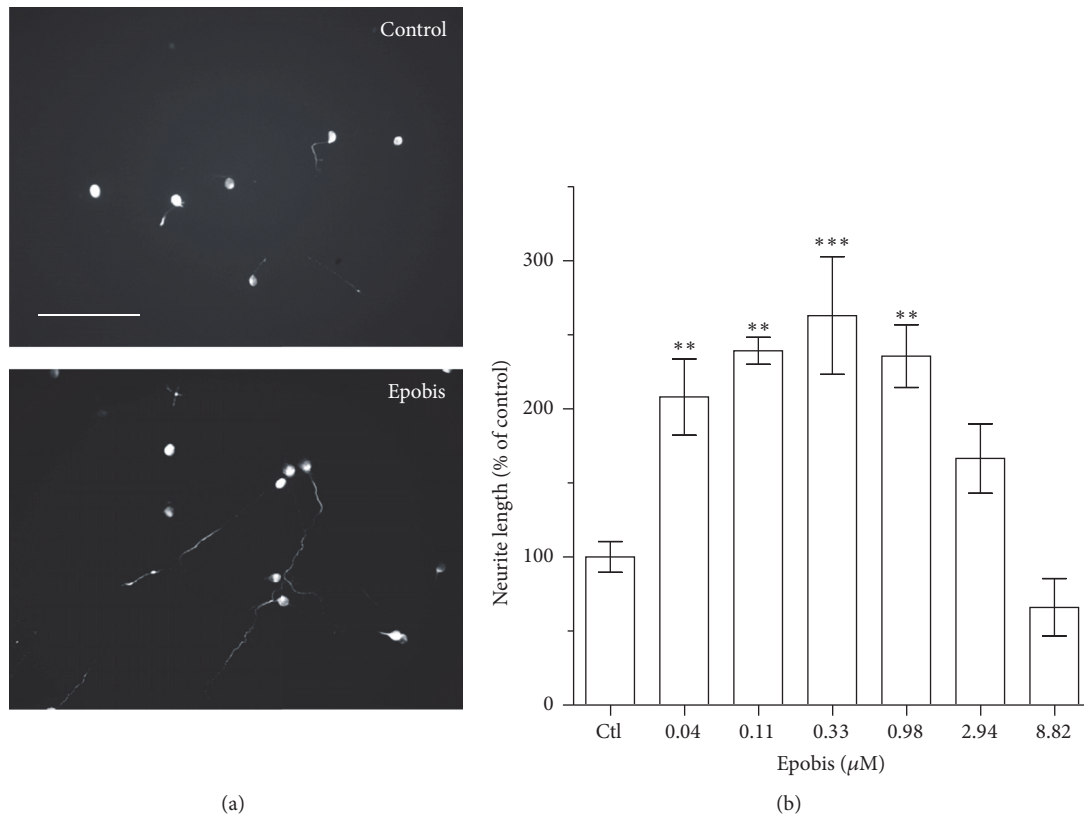 Control
Epobis
(a)
Neurite length (% of control)
300
200
100
0
**
**
***
**
Ctl 0.04 0.11 0.33 0.98 2.94 8.82
Epobis (μM)
(b)